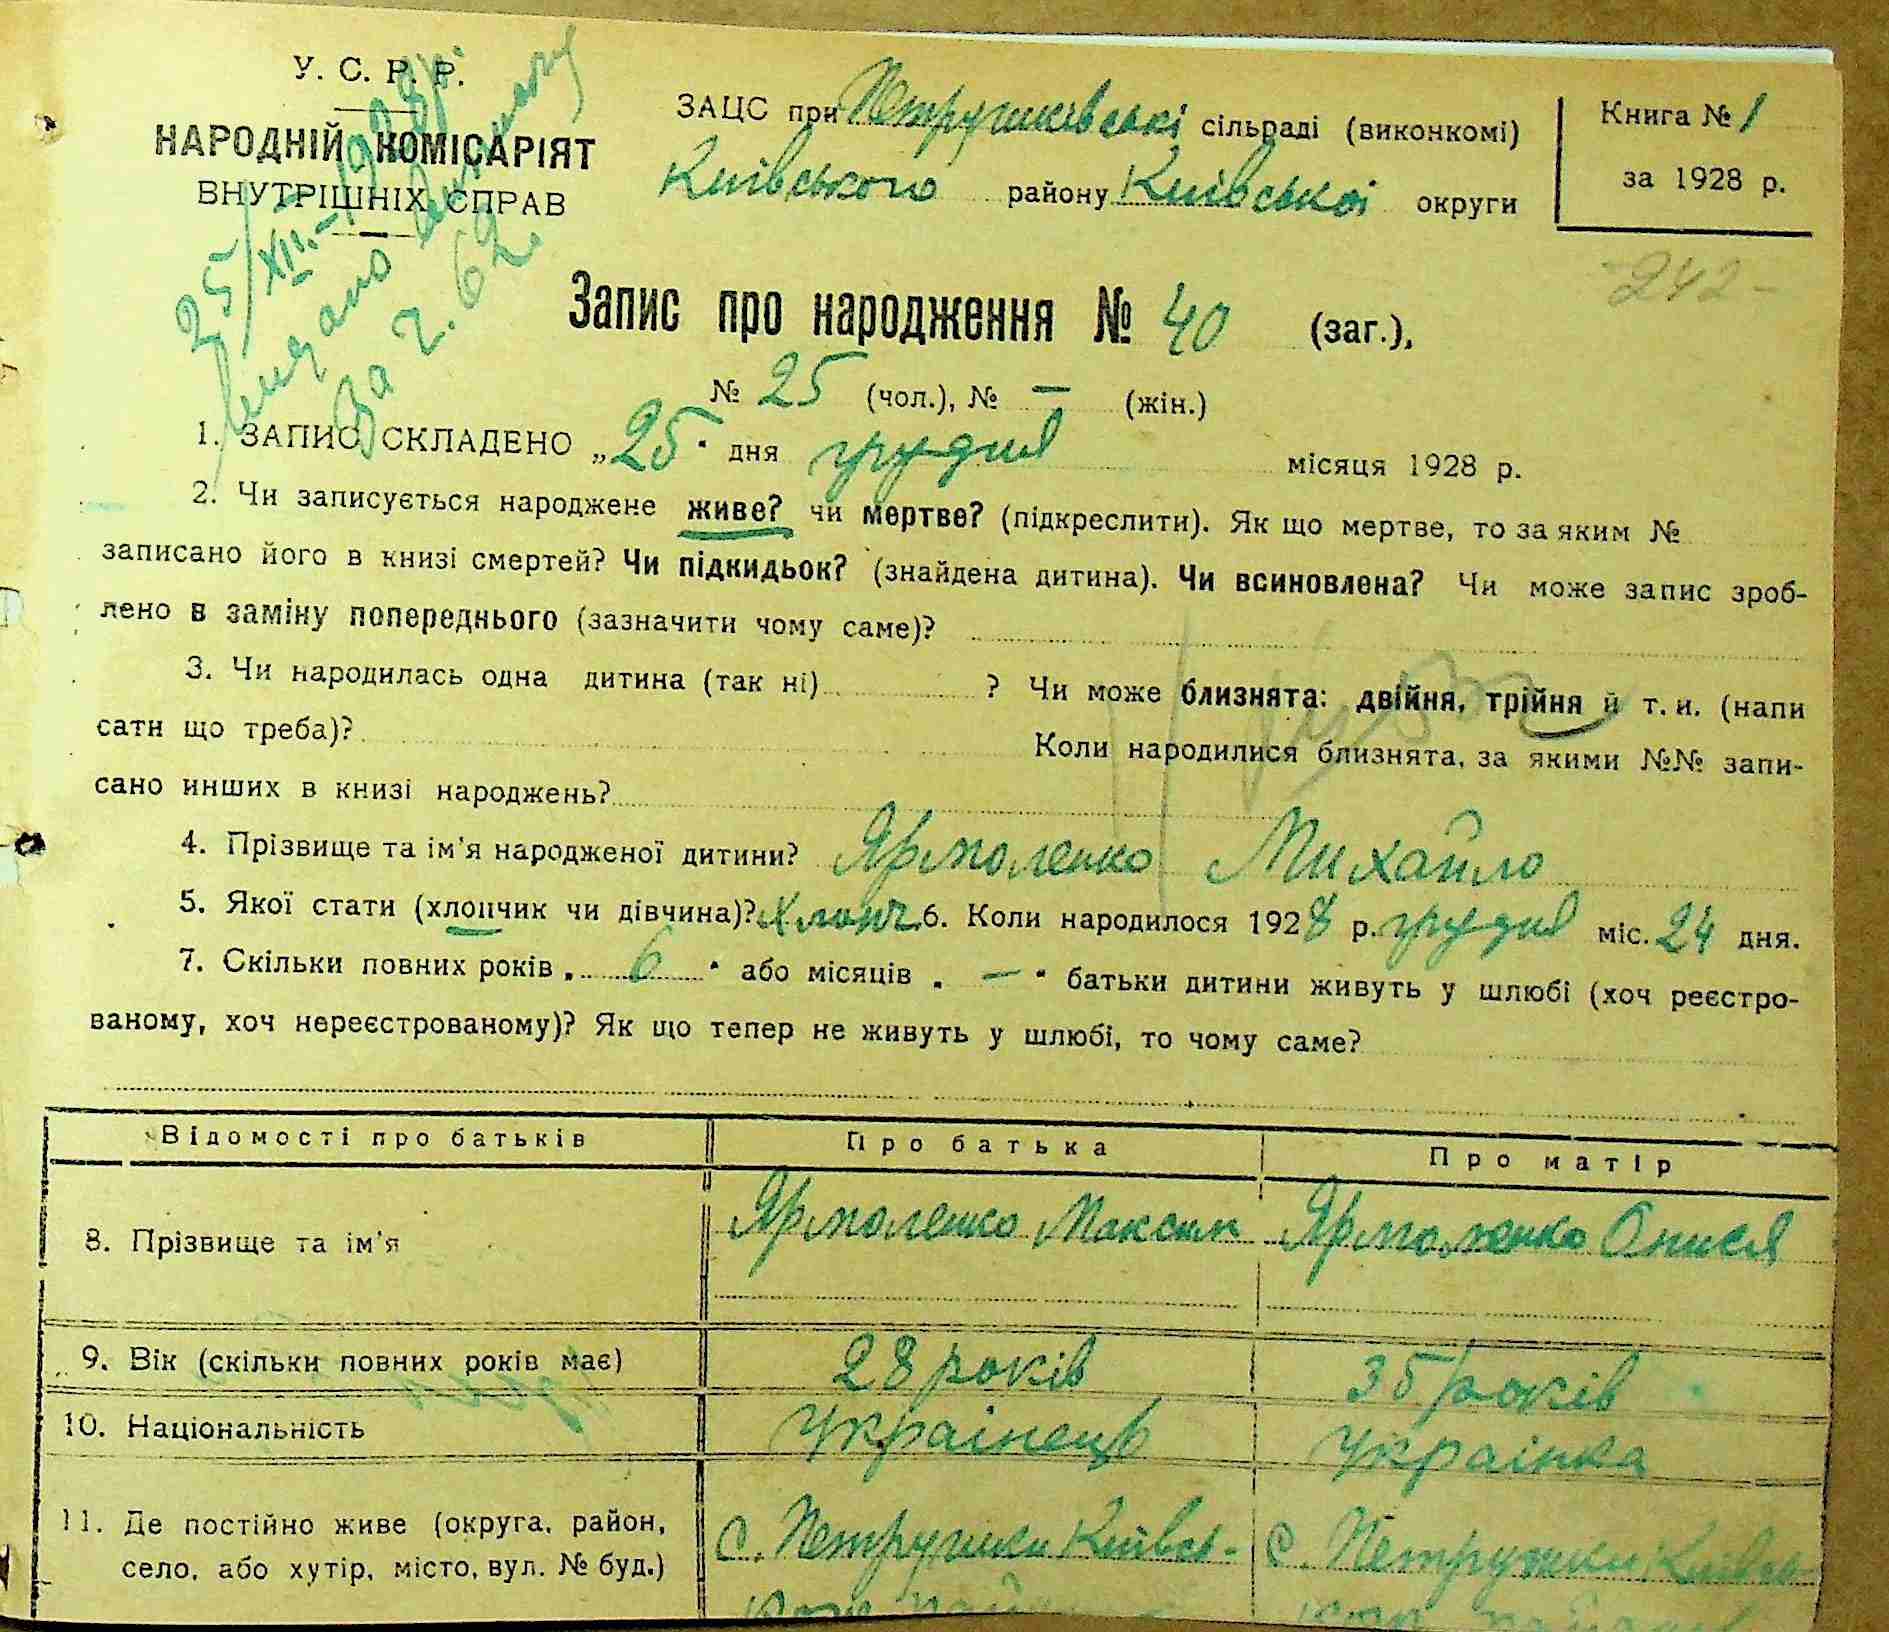 У. С. Р. Р.
НАРОДНІЙ КОМІСАРІЯТ
ВНУТРІШНІХ СПРАВ
25/XII-1928 р.
За ч. 62
ЗАЦС при Петрушківські сільраді (виконкомі)
Київського району Київської округи
Книга № 1
за 1928 р.
-242-
Запис про народження № 40 (заг.),
№ 25 (чол.), № — (жін.)
1. ЗАПИС СКЛАДЕНО „25" дня грудня місяця 1928 р.
2. Чи записується народжене живе? чи мертве? (підкреслити). Як що мертве, то за яким №
записано його в книзі смертей? Чи підкидьок? (знайдена дитина). Чи всиновлена? Чи може запис зроб-
лено в заміну попереднього (зазначити чому саме)?
3. Чи народилась одна дитина (так ні) ? Чи може близнята: двійня, трійня й т. и. (напи
сати що треба)? Коли народилися близнята, за якими №№ запи-
сано инших в книзі народжень?
4. Прізвище та ім'я народженої дитини? Ярмоленко Михайло
5. Якої стати (хлопчик чи дівчина)? Хлопч. 6. Коли народилося 1928 р. грудня міс. 24 дня.
7. Скільки повних років „ 6 " або місяців „ — " батьки дитини живуть у шлюбі (хоч реєстро-
ваному, хоч нереєстрованому)? Як що тепер не живуть у шлюбі, то чому саме?
Відомості про батьків Про батька Про матір
8. Прізвище та ім'я Ярмоленко Максим Ярмоленко Онися
9. Вік (скільки повних років має) 28 років 35 років
10. Національність українець українка
11. Де постійно живе (округа, район, с. Петрушки Київсь- с. Петрушки Київсь-
село, або хутір, місто, вул. № буд.)